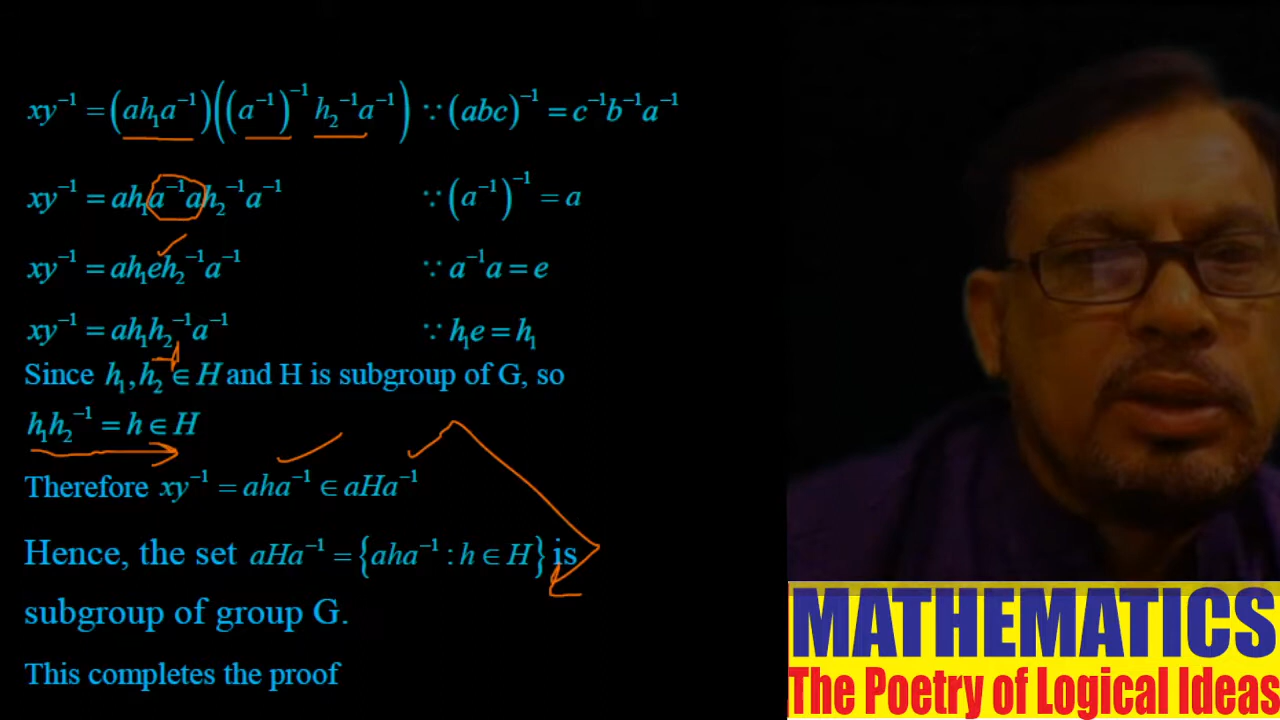 xy⁻¹ = (ah₁a⁻¹)((a⁻¹)⁻¹h₂⁻¹a⁻¹) ∵ (abc)⁻¹ = c⁻¹b⁻¹a⁻¹
xy⁻¹ = ah₁a⁻¹ah₂⁻¹a⁻¹ ∵ (a⁻¹)⁻¹ = a
xy⁻¹ = ah₁eh₂⁻¹a⁻¹ ∵ a⁻¹a = e
xy⁻¹ = ah₁h₂⁻¹a⁻¹ ∵ h₁e = h₁
Since h₁, h₂ ∈ H and H is subgroup of G, so
h₁h₂⁻¹ = h ∈ H
Therefore xy⁻¹ = aha⁻¹ ∈ aHa⁻¹
Hence, the set aHa⁻¹ = {aha⁻¹ : h ∈ H} is
subgroup of group G.
This completes the proof
MATHEMATICS
The Poetry of Logical Ideas